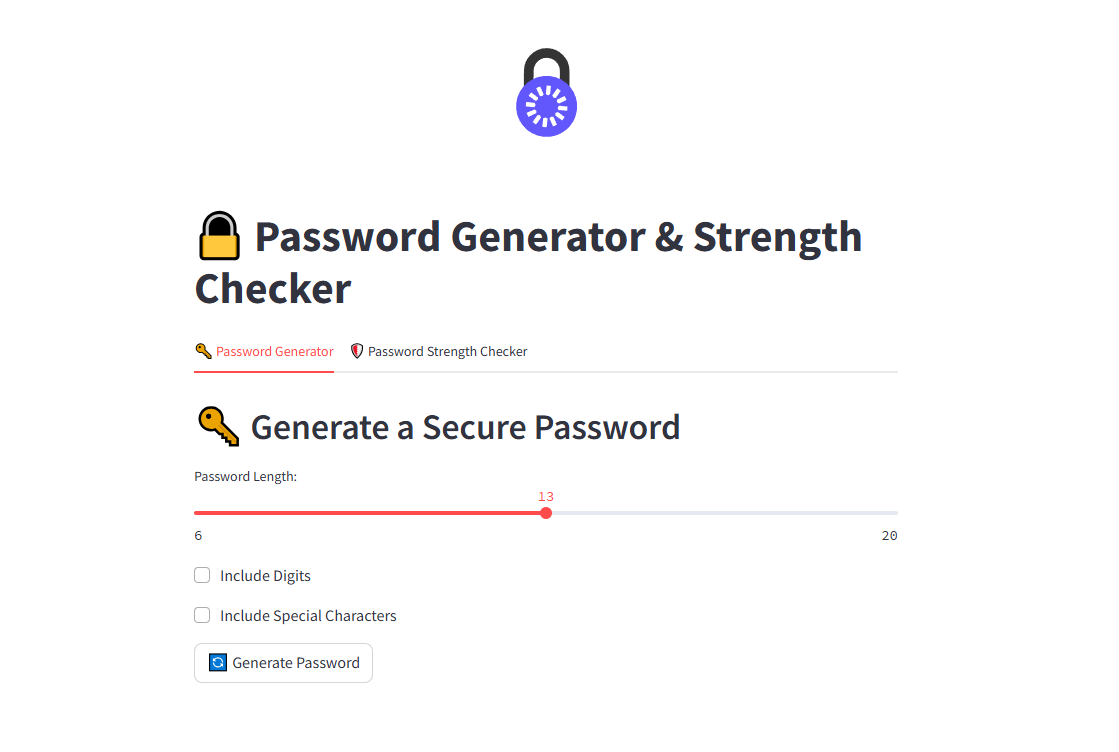 Password Generator & Strength
Checker
Password Generator
Password Strength Checker
Generate a Secure Password
Password Length:
13
6
20
Include Digits
Include Special Characters
Generate Password